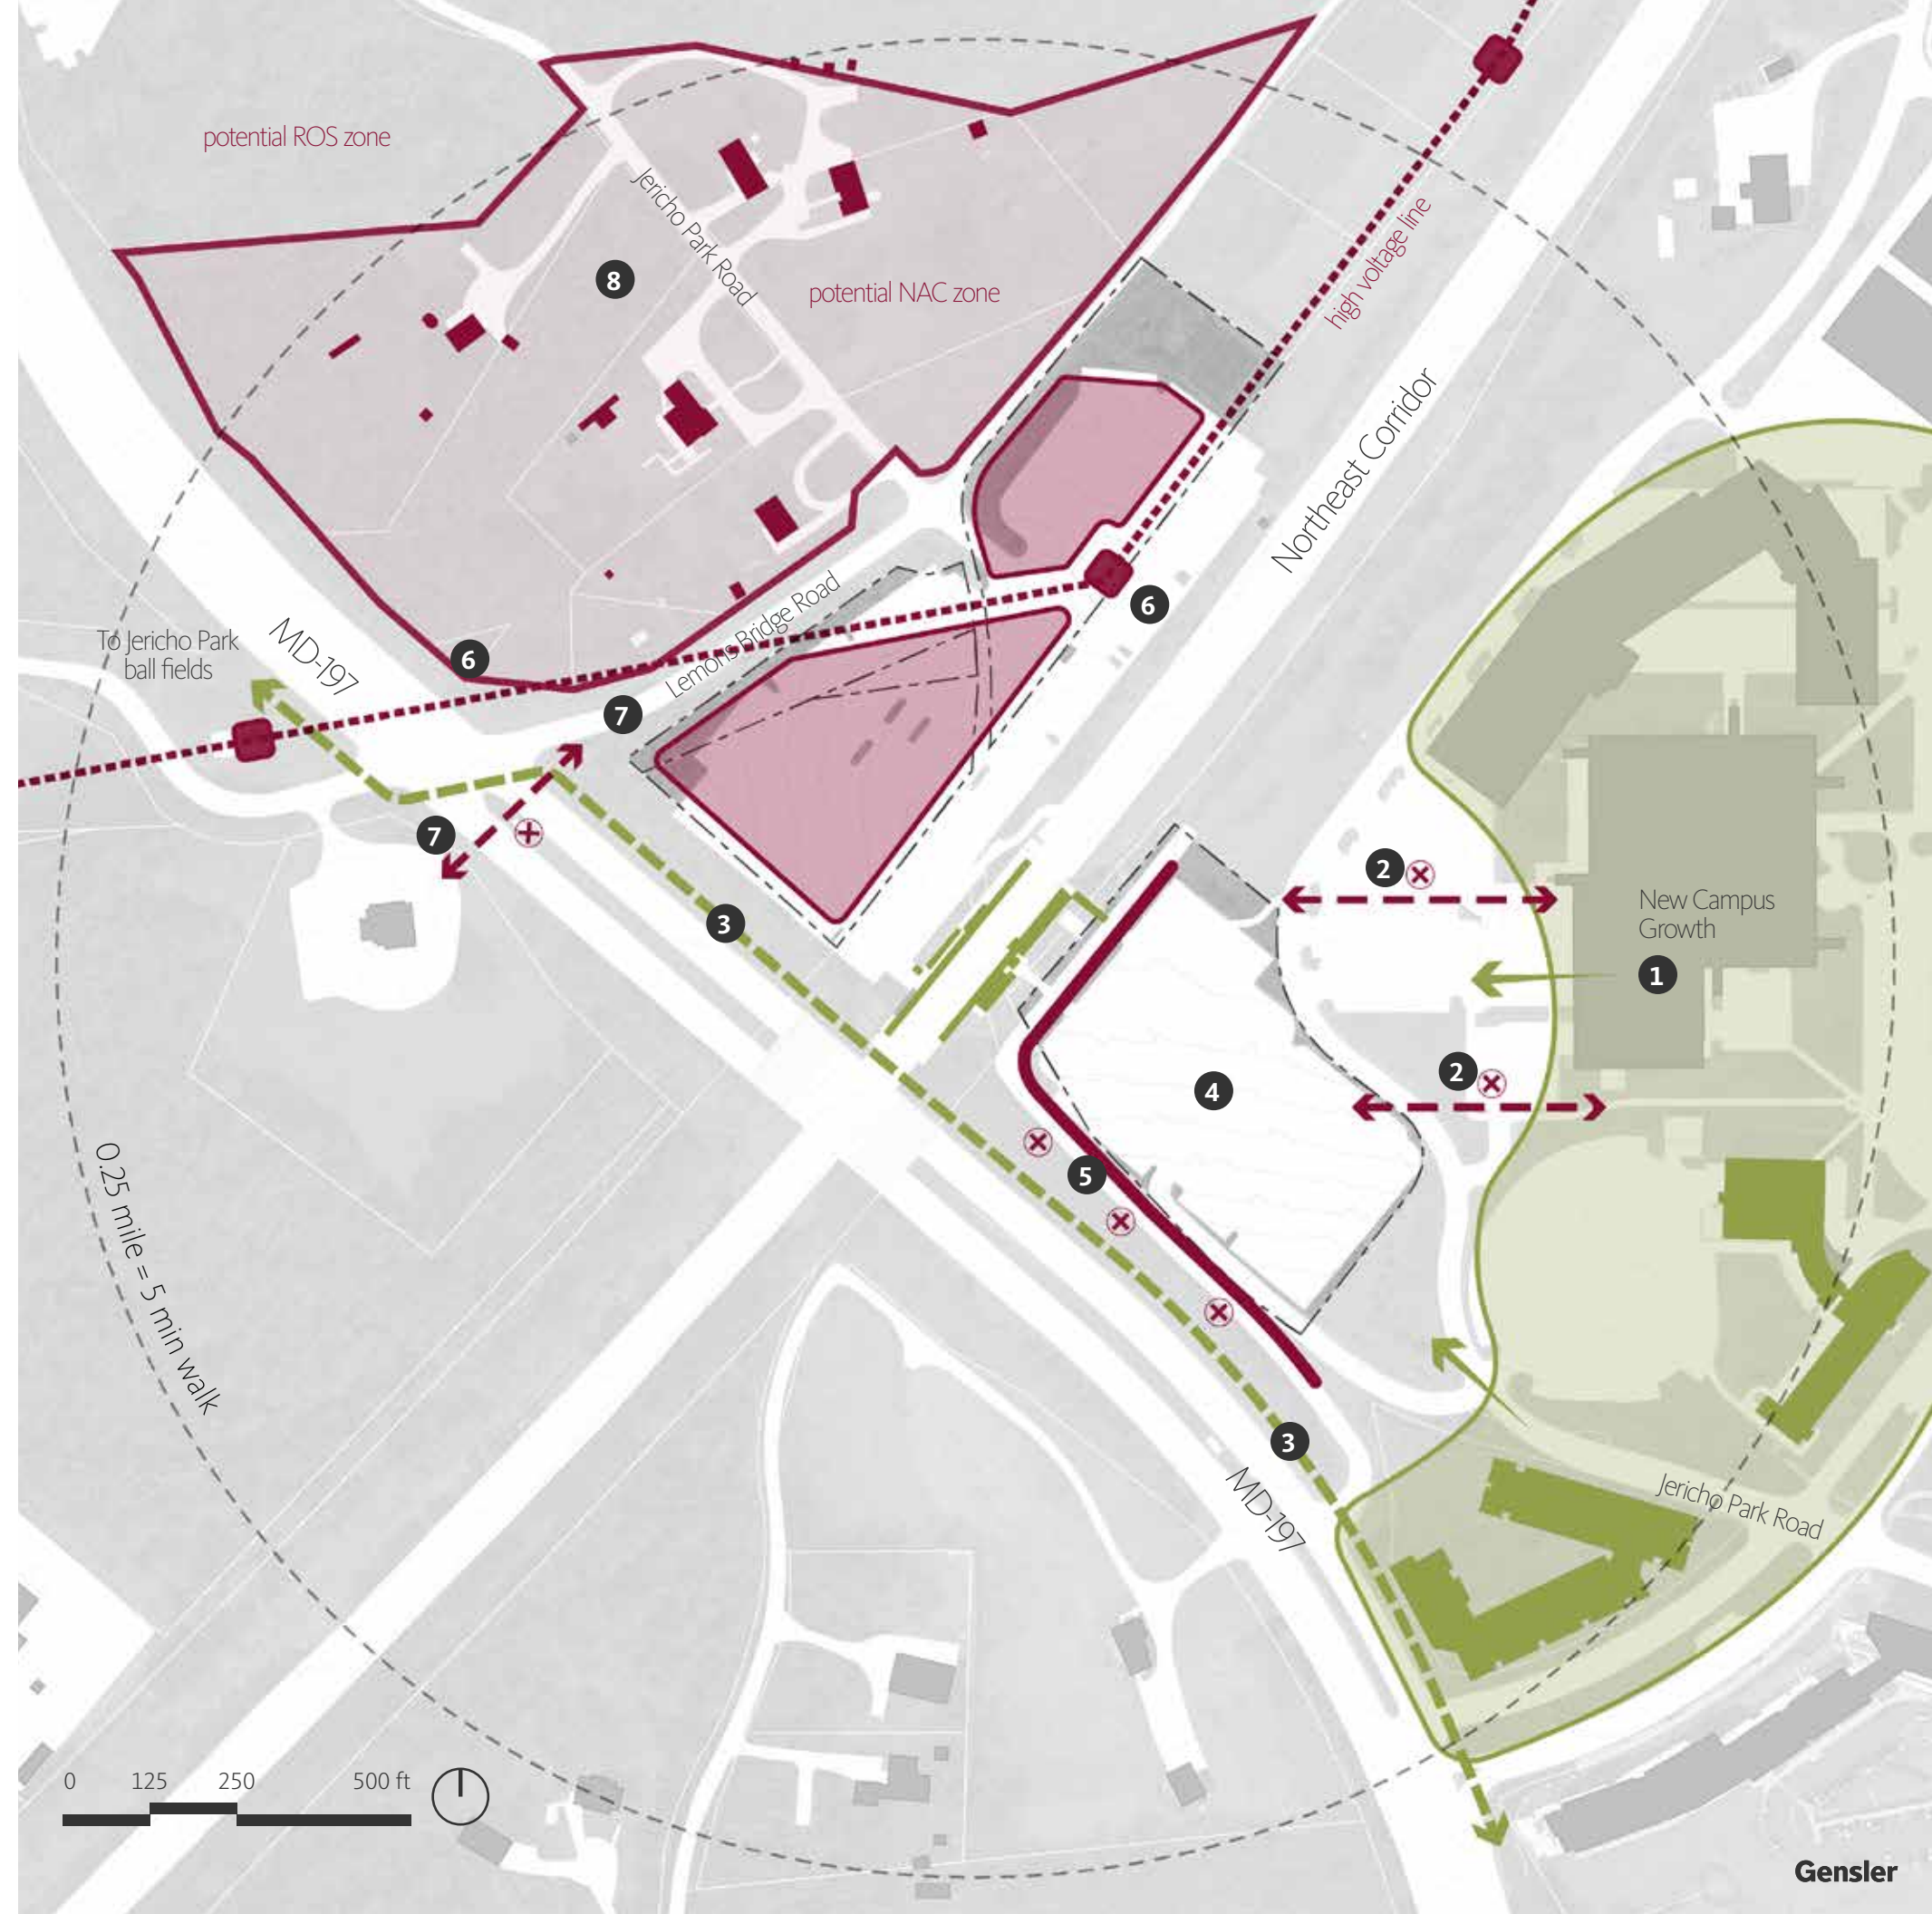 potential ROS zone
Jericho Park Road
8
potential NAC zone
high voltage line
Northeast Corridor
6
Lemons Bridge Road
To Jericho Park
ball fields
MD-197
6
7
7
3
2
New Campus
Growth
1
2
4
5
0.25 mile = 5 min walk
3
MD-197
Jericho Park Road
0 125 250 500 ft
Gensler